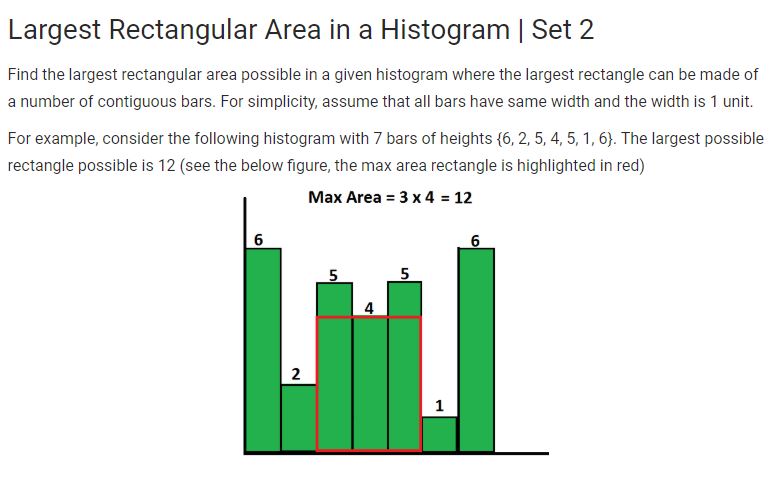 Largest Rectangular Area in a Histogram | Set 2
Find the largest rectangular area possible in a given histogram where the largest rectangle can be made of
a number of contiguous bars. For simplicity, assume that all bars have same width and the width is 1 unit.
For example, consider the following histogram with 7 bars of heights {6, 2, 5, 4, 5, 1, 6}. The largest possible
rectangle possible is 12 (see the below figure, the max area rectangle is highlighted in red)
Max Area = 3 x 4 = 12
6
2
5
4
5
1
6